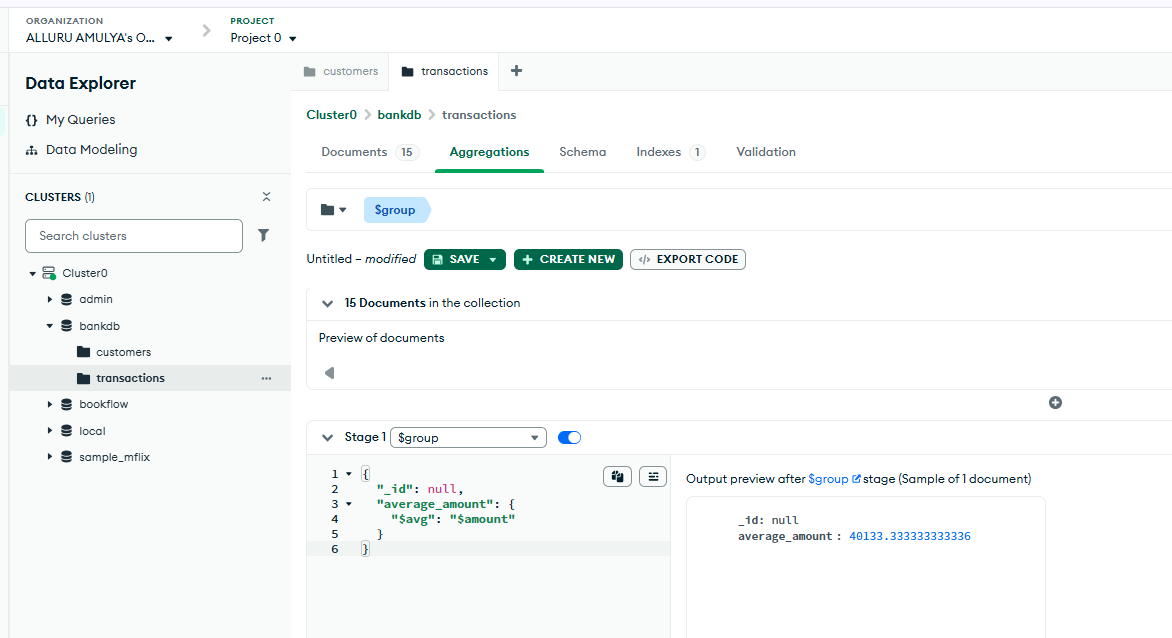 ORGANIZATION
ALLURU AMULYA's O...
PROJECT
Project 0
Data Explorer
My Queries
Data Modeling
CLUSTERS (1)
Search clusters
Cluster0
admin
bankdb
customers
transactions
bookflow
local
sample_mflix
customers
transactions
Cluster0 > bankdb > transactions
Documents 15 Aggregations Schema Indexes 1 Validation
$group
Untitled – modified SAVE CREATE NEW </> EXPORT CODE
15 Documents in the collection
Preview of documents
Stage 1 $group
1 {
2 "_id": null,
3 "average_amount": {
4 "$avg": "$amount"
5 }
6 }
Output preview after $group stage (Sample of 1 document)
_id: null
average_amount : 40133.333333333336